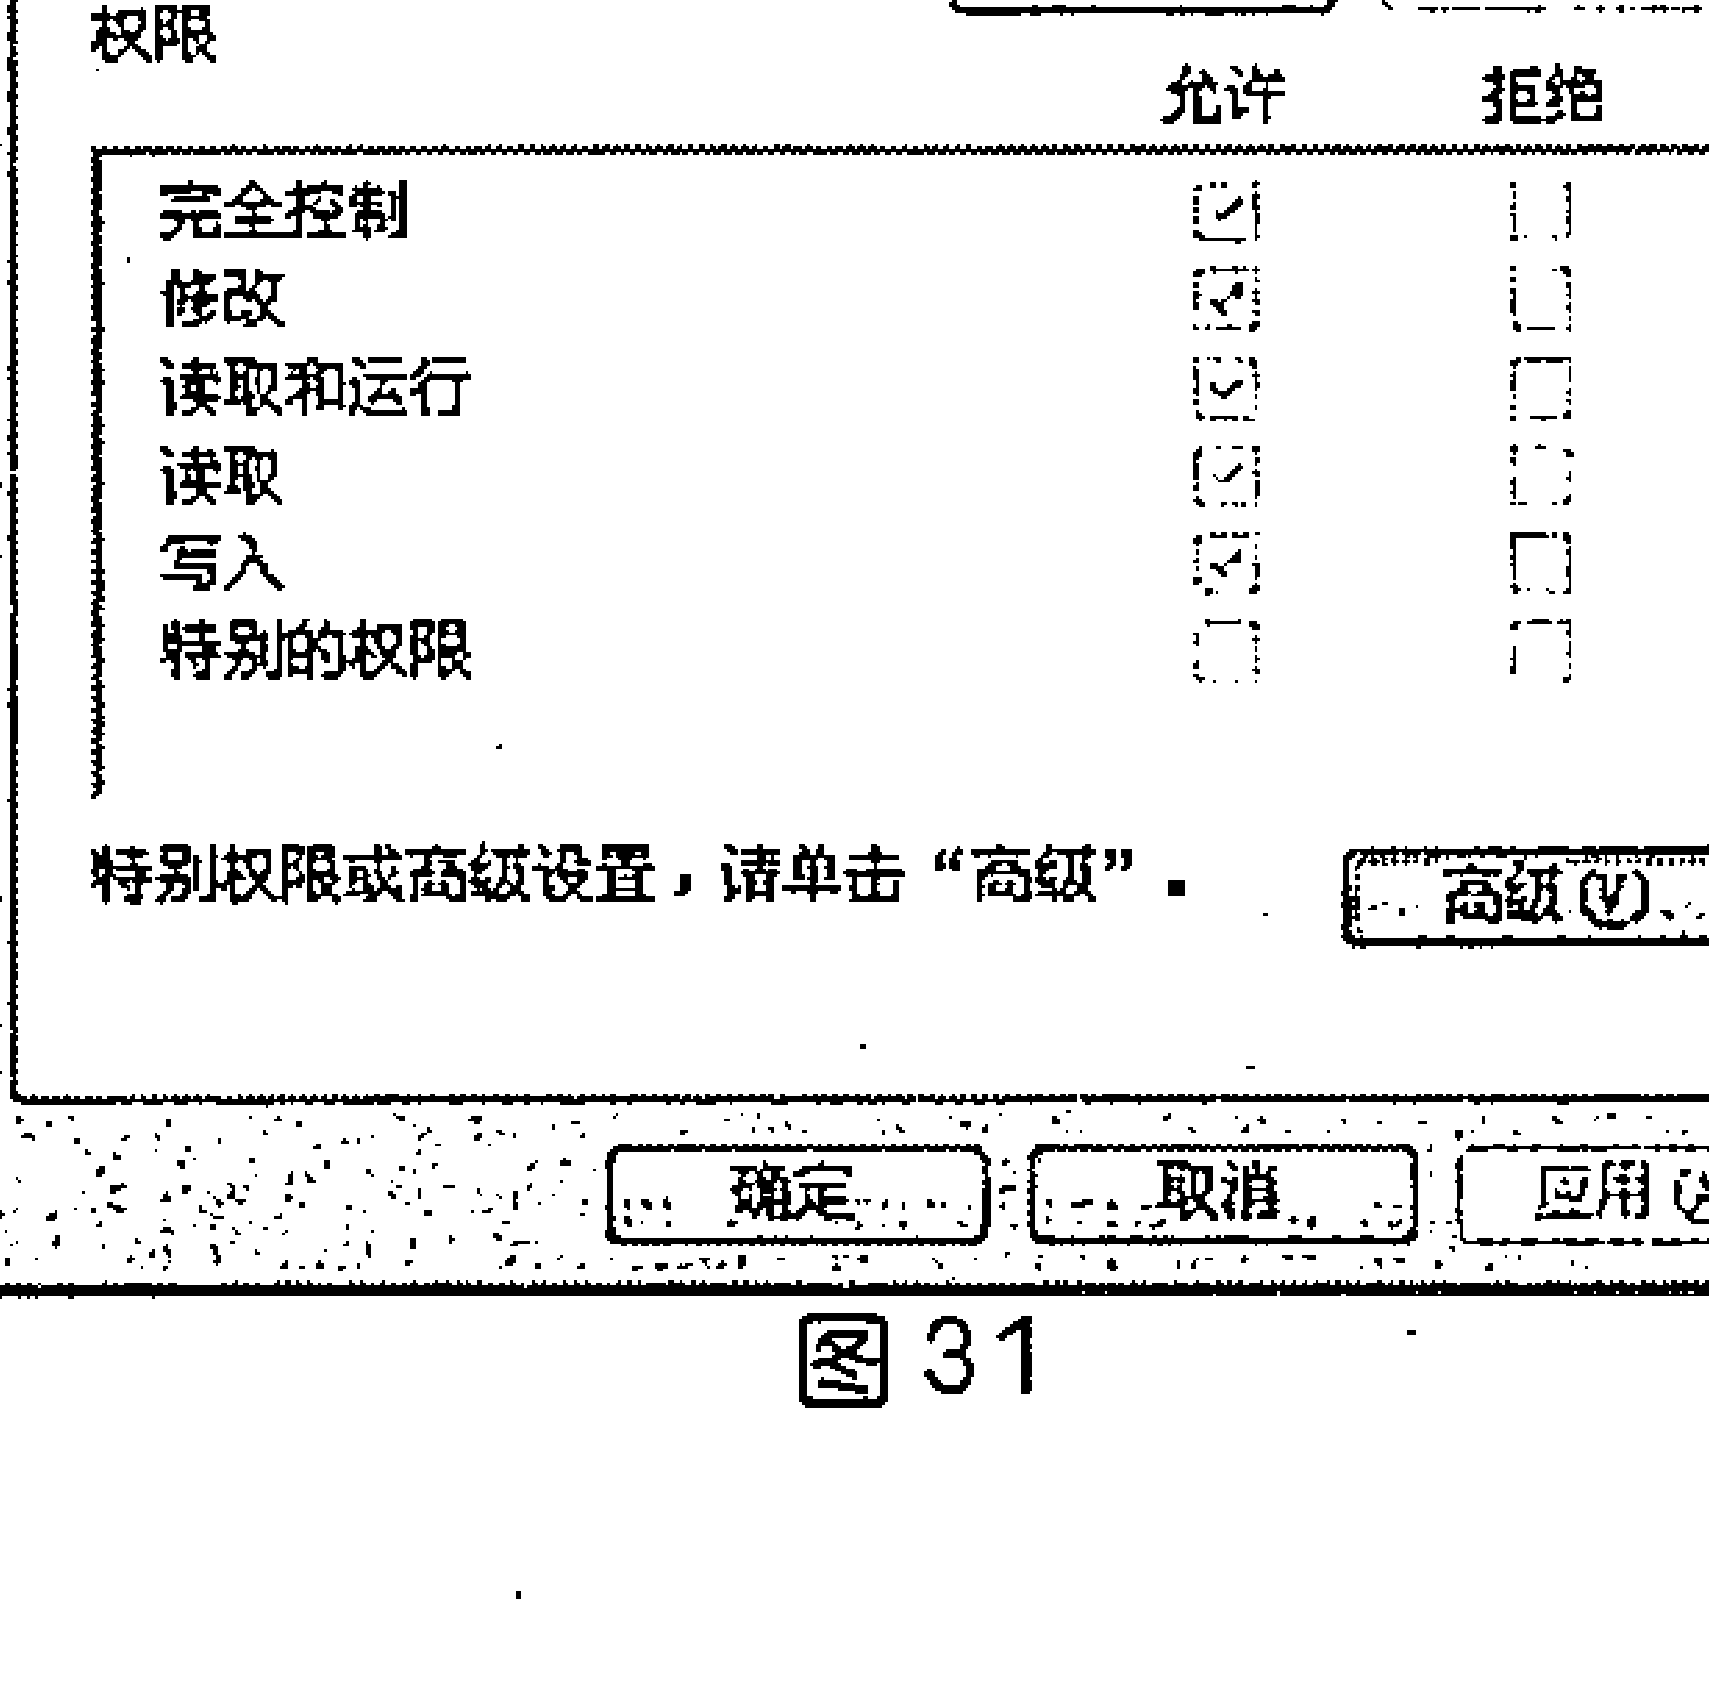 权限
允许 拒绝
完全控制
修改
读取和运行
读取
写入
特别的权限
特别权限或高级设置，请单击“高级”。 高级(V)
确定 取消 应用(
图 31